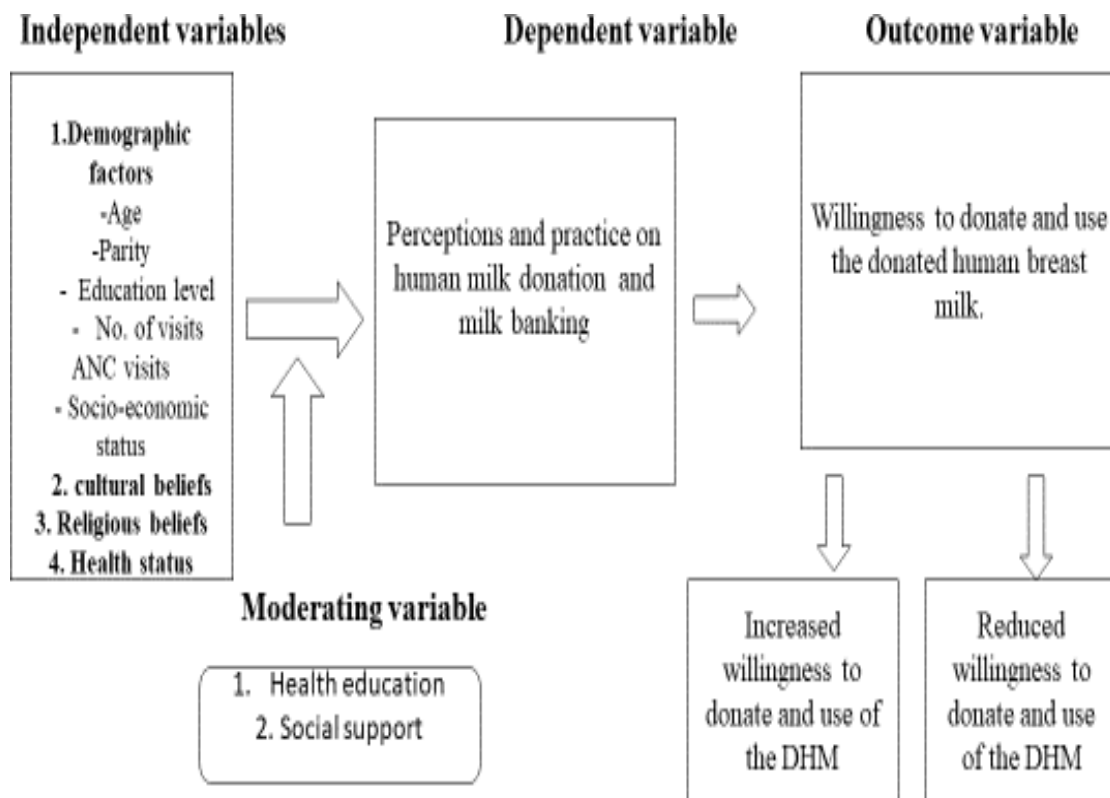 Independent variables
1.Demographic
factors
-Age
-Parity
- Education level
- No. of visits
ANC visits
- Socio-economic
status
2. cultural beliefs
3. Religious beliefs
4. Health status
Moderating variable
1. Health education
2. Social support
Dependent variable
Perceptions and practice on
human milk donation and
milk banking
Outcome variable
Willingness to donate and use
the donated human breast
milk.
Increased
willingness to
donate and use of
the DHM
Reduced
willingness to
donate and use
of the DHM